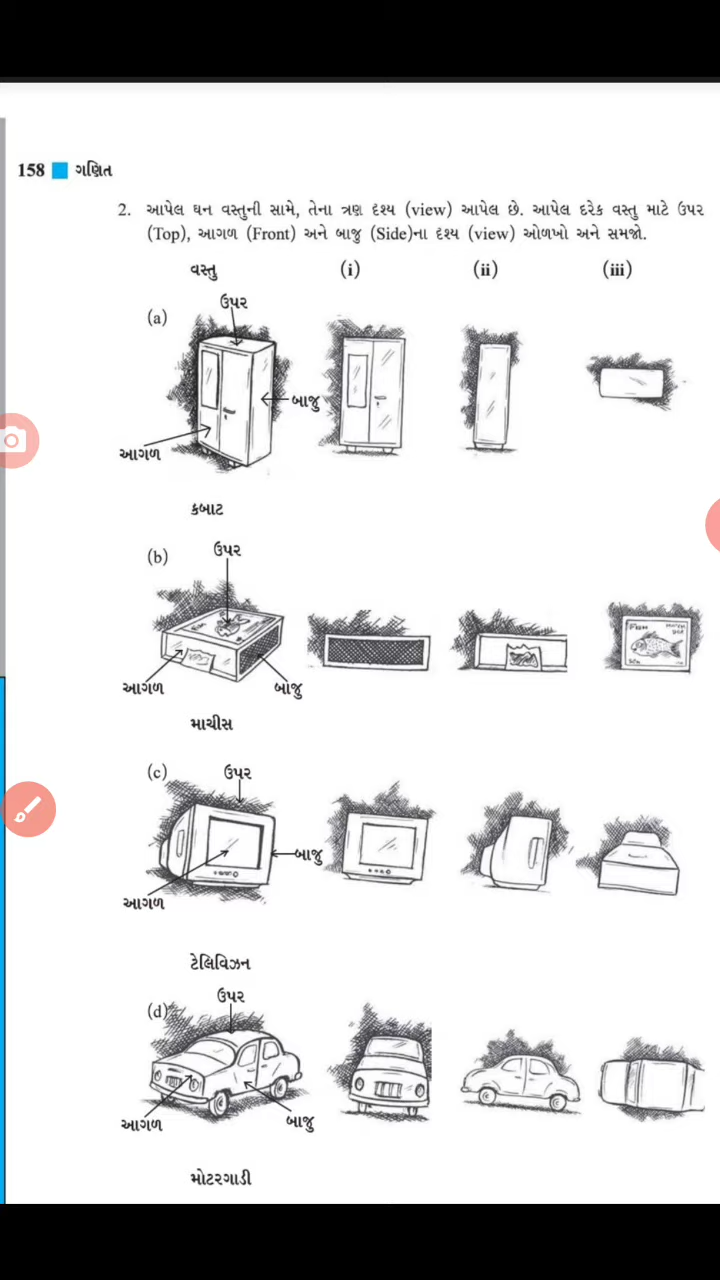 158 ગણિત
2. આપેલ ઘન વસ્તુની સામે, તેના ત્રણ દૃશ્ય (view) આપેલ છે. આપેલ દરેક વસ્તુ માટે ઉપર
(Top), આગળ (Front) અને બાજુ (Side)ના દૃશ્ય (view) ઓળખો અને સમજો.
વસ્તુ (i) (ii) (iii)
(a) ઉપર
બાજુ
આગળ
કબાટ
(b) ઉપર
આગળ બાજુ
માચીસ
(c) ઉપર
બાજુ
આગળ
ટેલિવિઝન
(d) ઉપર
આગળ બાજુ
મોટરગાડી